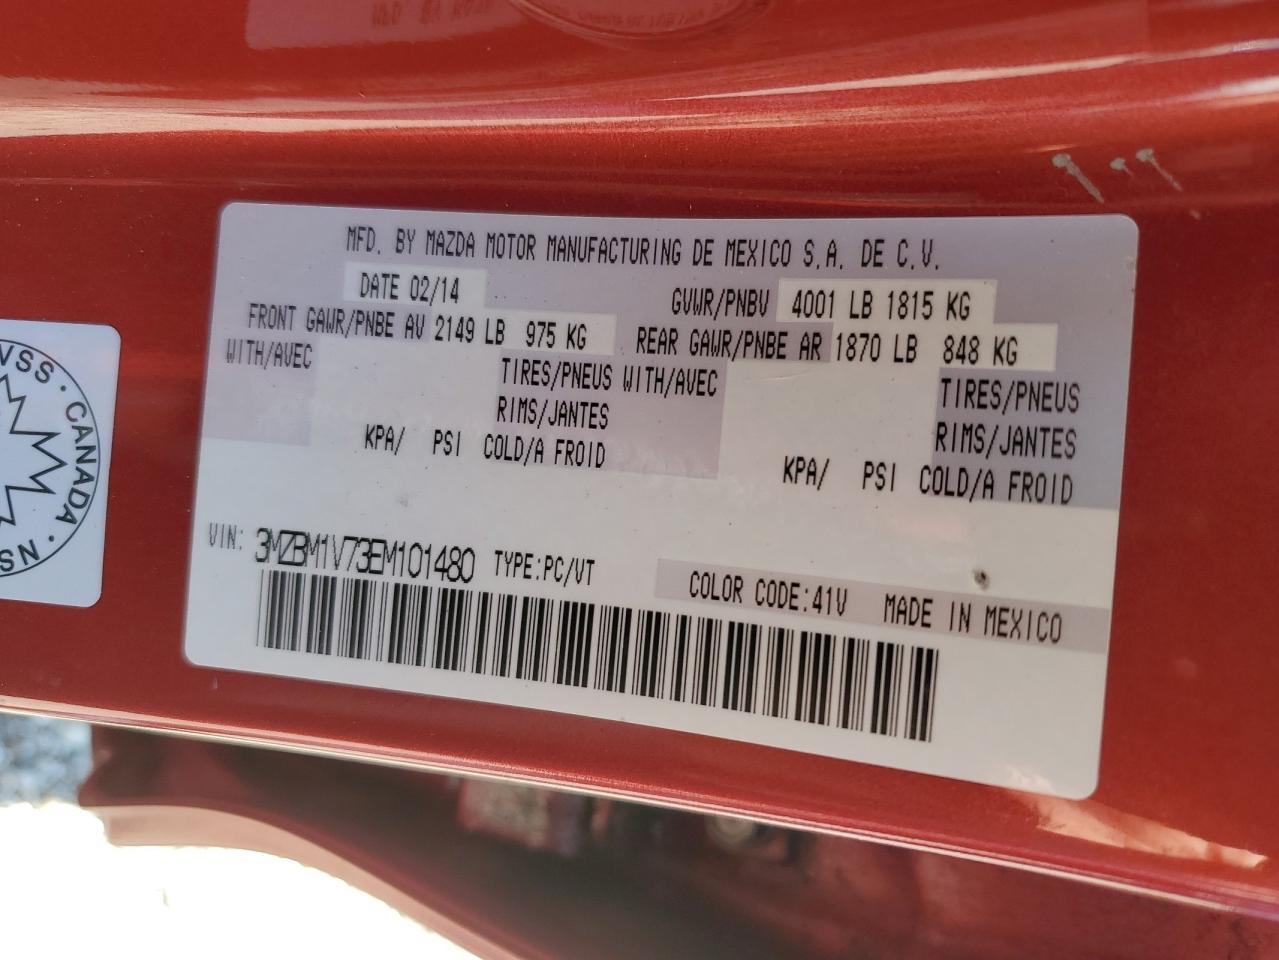 MFD. BY MAZDA MOTOR MANUFACTURING DE MEXICO S.A. DE C.V.
DATE 02/14 GVWR/PNBV 4001 LB 1815 KG
FRONT GAWR/PNBE AV 2149 LB 975 KG REAR GAWR/PNBE AR 1870 LB 848 KG
WITH/AVEC TIRES/PNEUS WITH/AVEC TIRES/PNEUS
RIMS/JANTES RIMS/JANTES
KPA/ PSI COLD/A FROID KPA/ PSI COLD/A FROID
VIN: 3MZBM1V73EM101480 TYPE:PC/VT COLOR CODE:41V MADE IN MEXICO
VSS · CANADA · NS